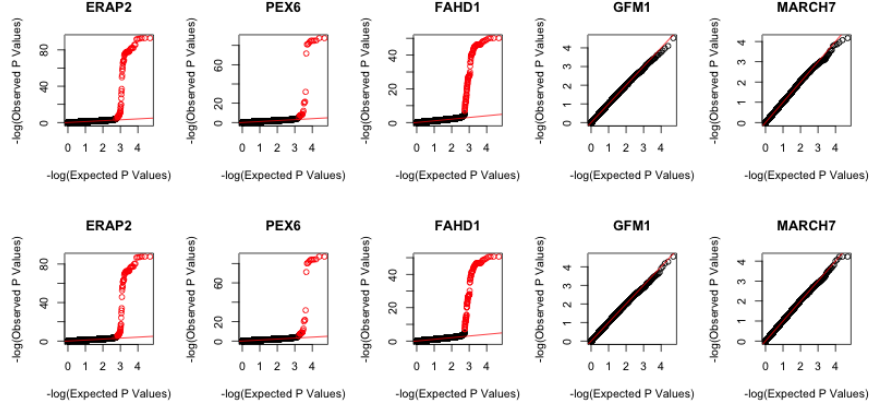 ERAP2 PEX6 FAHD1 GFM1 MARCH7
-log(Observed P Values) -log(Observed P Values) -log(Observed P Values) -log(Observed P Values) -log(Observed P Values)
0 40 80 0 20 60 0 20 40 0 1 2 3 4 0 1 2 3 4
0 1 2 3 4 0 1 2 3 4 0 1 2 3 4 0 1 2 3 4 0 1 2 3 4
-log(Expected P Values) -log(Expected P Values) -log(Expected P Values) -log(Expected P Values) -log(Expected P Values)
ERAP2 PEX6 FAHD1 GFM1 MARCH7
-log(Observed P Values) -log(Observed P Values) -log(Observed P Values) -log(Observed P Values) -log(Observed P Values)
0 40 80 0 40 80 0 20 50 0 1 2 3 4 0 1 2 3 4
0 1 2 3 4 0 1 2 3 4 0 1 2 3 4 0 1 2 3 4 0 1 2 3 4
-log(Expected P Values) -log(Expected P Values) -log(Expected P Values) -log(Expected P Values) -log(Expected P Values)